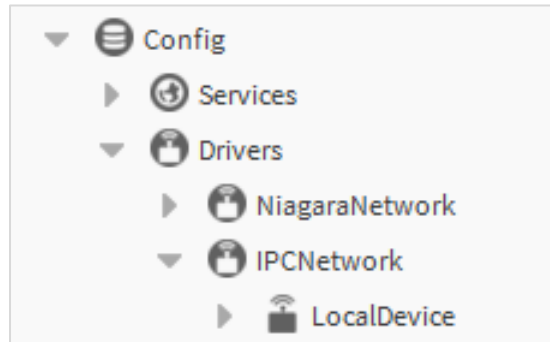 Config
Services
Drivers
NiagaraNetwork
IPCNetwork
LocalDevice